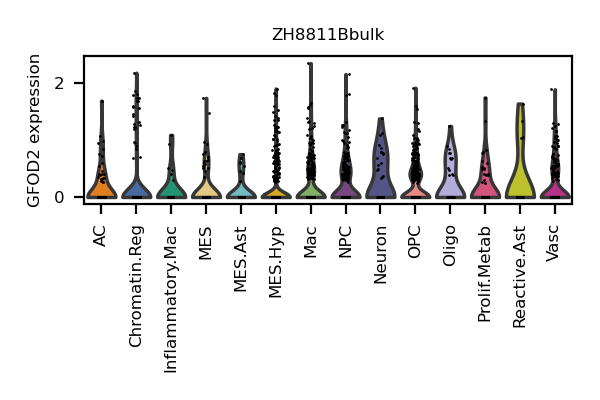 ZH8811Bbulk
GFOD2 expression
2
0
AC
Chromatin.Reg
Inflammatory.Mac
MES
MES.Ast
MES.Hyp
Mac
NPC
Neuron
OPC
Oligo
Prolif.Metab
Reactive.Ast
Vasc